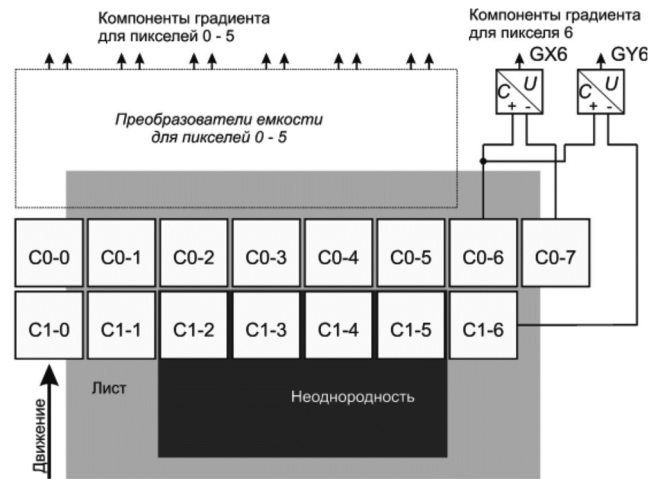 Компоненты градиента
для пикселей 0 - 5
Компоненты градиента
для пикселя 6
GX6
GY6
C U
+ -
C U
+ -
Преобразователи емкости
для пикселей 0 - 5
C0-0 C0-1 C0-2 C0-3 C0-4 C0-5 C0-6 C0-7
C1-0 C1-1 C1-2 C1-3 C1-4 C1-5 C1-6
Лист
Неоднородность
Движение